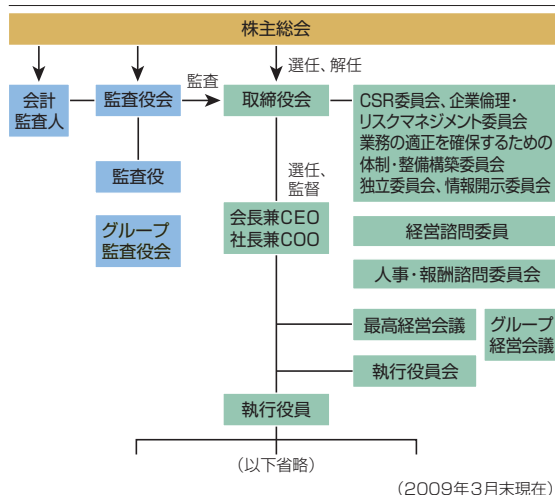 株主総会
選任、解任
会計
監査人
監査役会
監査
取締役会
CSR委員会、企業倫理・
リスクマネジメント委員会
業務の適正を確保するための
体制・整備構築委員会
独立委員会、情報開示委員会
監査役
選任、
監督
グループ
監査役会
会長兼CEO
社長兼COO
経営諮問委員
人事・報酬諮問委員会
最高経営会議
グループ
経営会議
執行役員会
執行役員
(以下省略)
(2009年3月末現在)